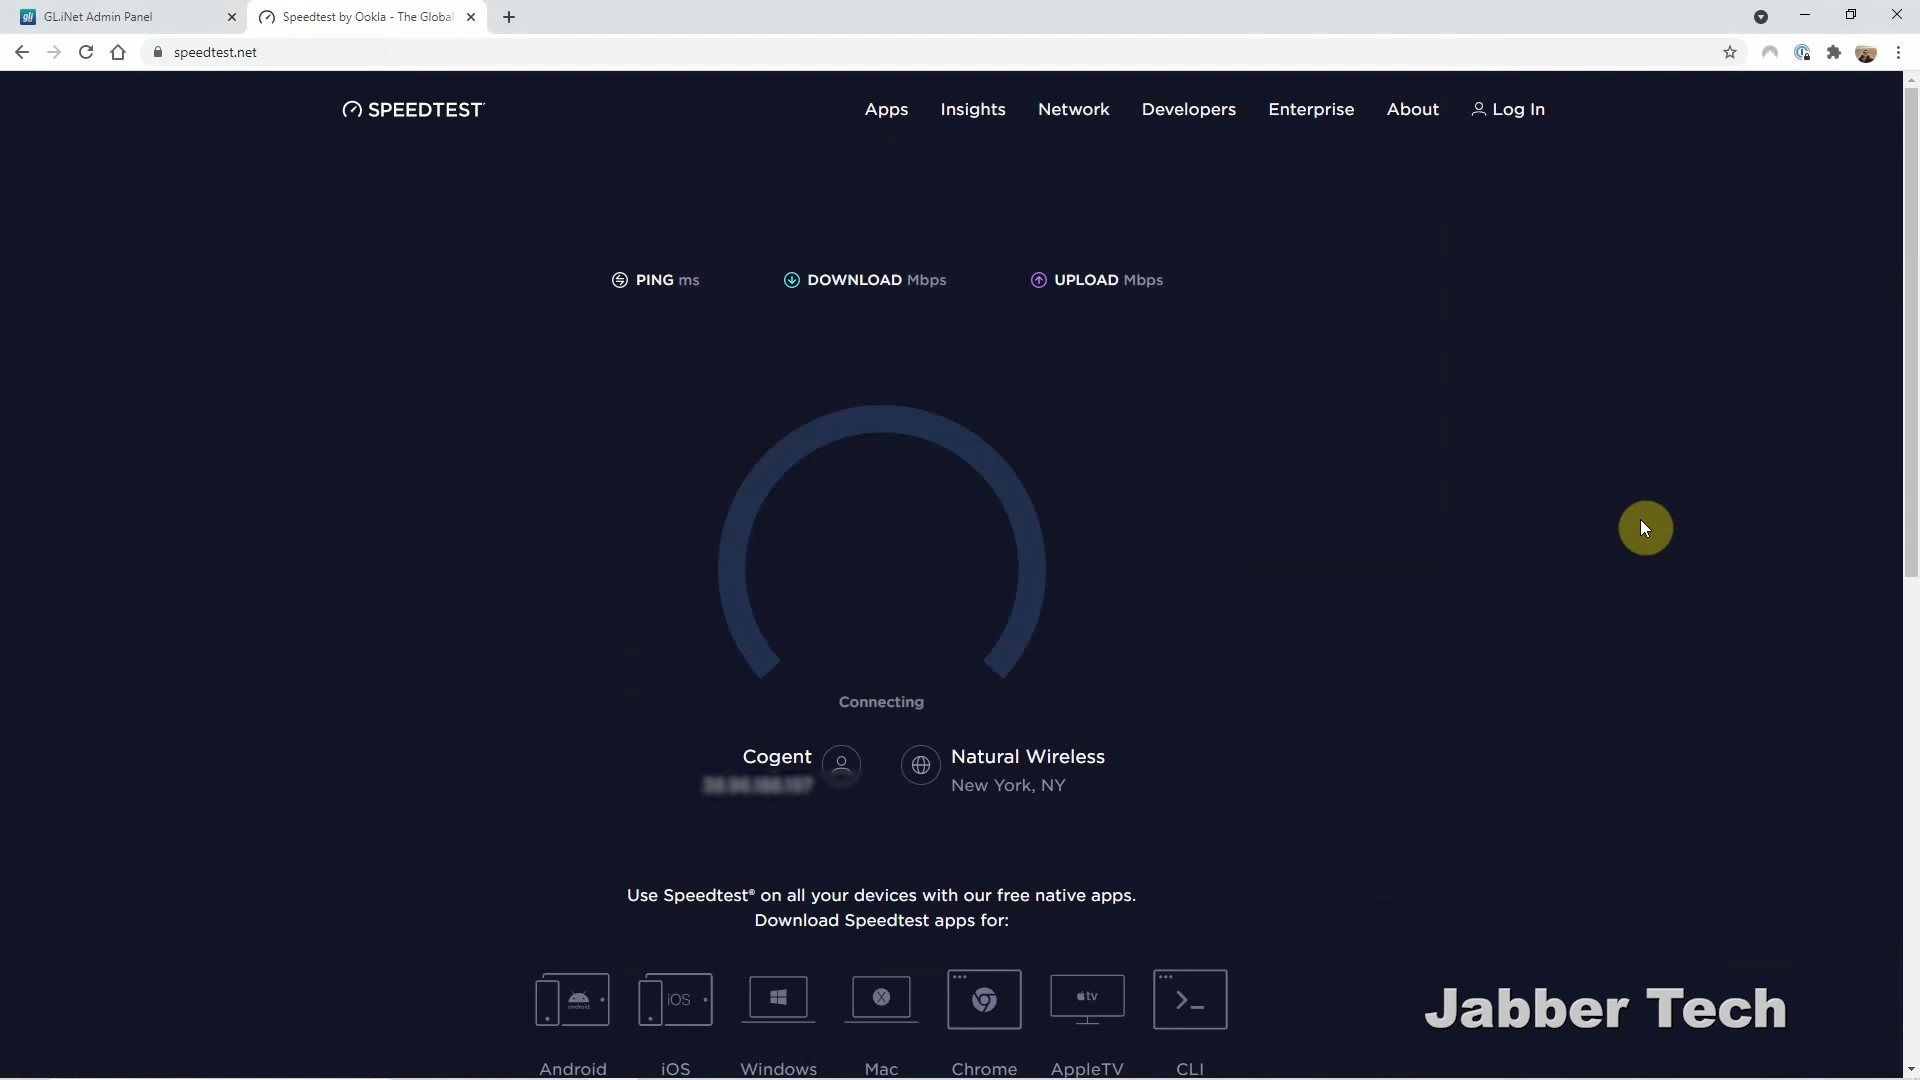 GL.iNet Admin Panel
Speedtest by Ookla - The Global
speedtest.net
SPEEDTEST
Apps
Insights
Network
Developers
Enterprise
About
Log In
PING ms
DOWNLOAD Mbps
UPLOAD Mbps
Connecting
Cogent
Natural Wireless
New York, NY
Use Speedtest® on all your devices with our free native apps.
Download Speedtest apps for:
android
iOS
X
tv
>_
Android
iOS
Windows
Mac
Chrome
AppleTV
CLI
Jabber Tech